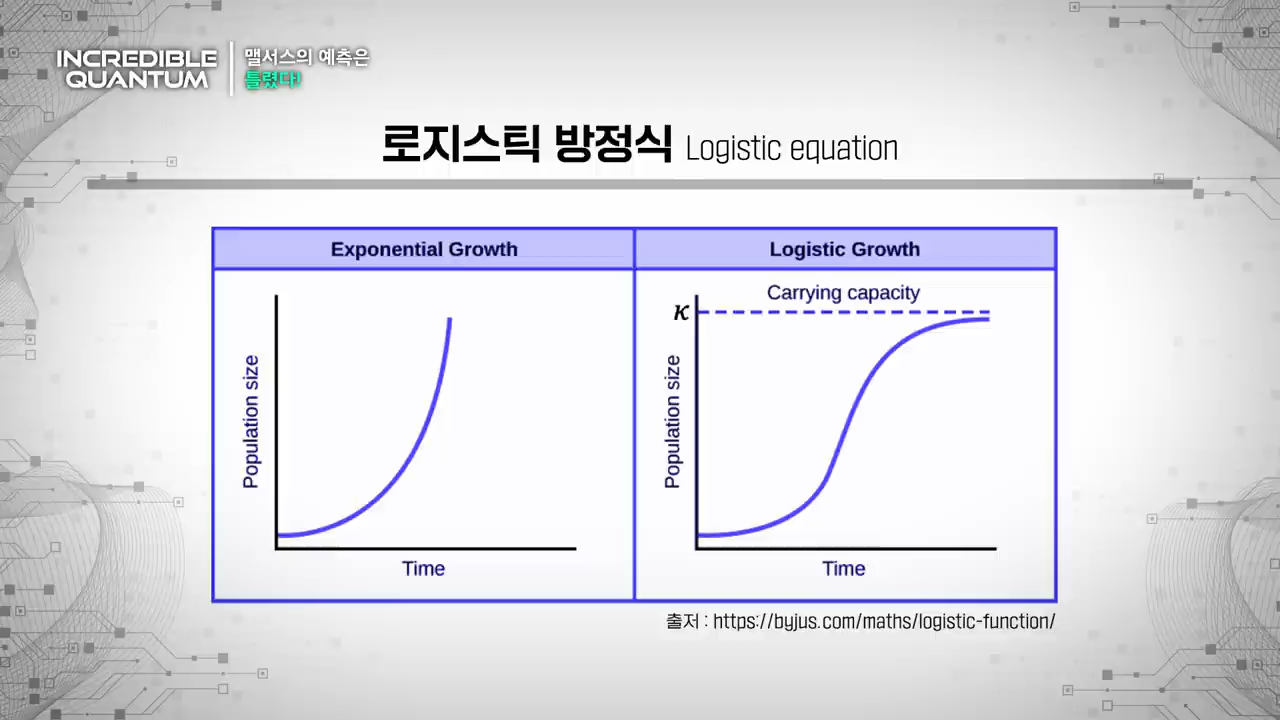 INCREDIBLE
QUANTUM
맬서스의 예측은
틀렸다!
로지스틱 방정식 Logistic equation
Exponential Growth
Logistic Growth
Population size
Time
Carrying capacity
κ
Population size
Time
출저 : https://byjus.com/maths/logistic-function/